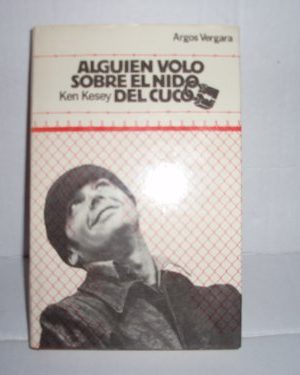 Argos Vergara
ALGUIEN VOLO
SOBRE EL NIDO
Ken Kesey DEL CUCO